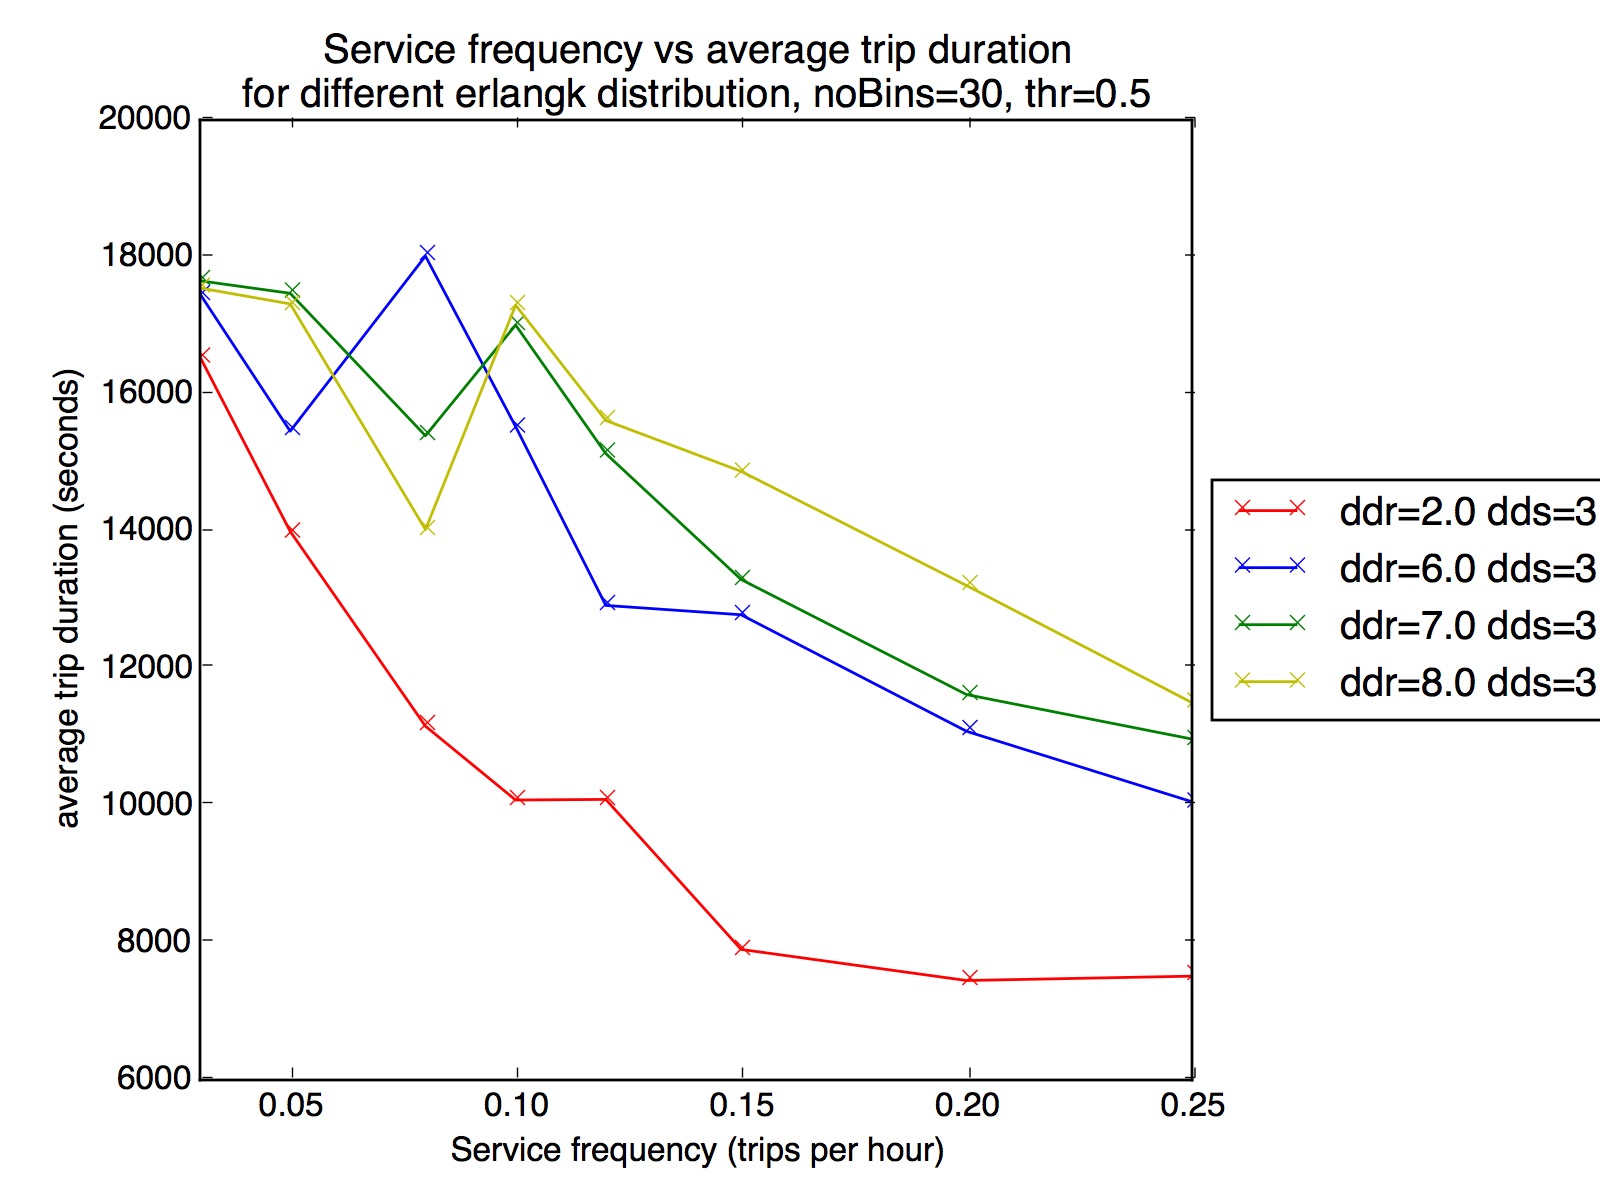 Service frequency vs average trip duration
for different erlangk distribution, noBins=30, thr=0.5
20000
18000
16000
14000
12000
10000
8000
6000
average trip duration (seconds)
0.05 0.10 0.15 0.20 0.25
Service frequency (trips per hour)
ddr=2.0 dds=3
ddr=6.0 dds=3
ddr=7.0 dds=3
ddr=8.0 dds=3